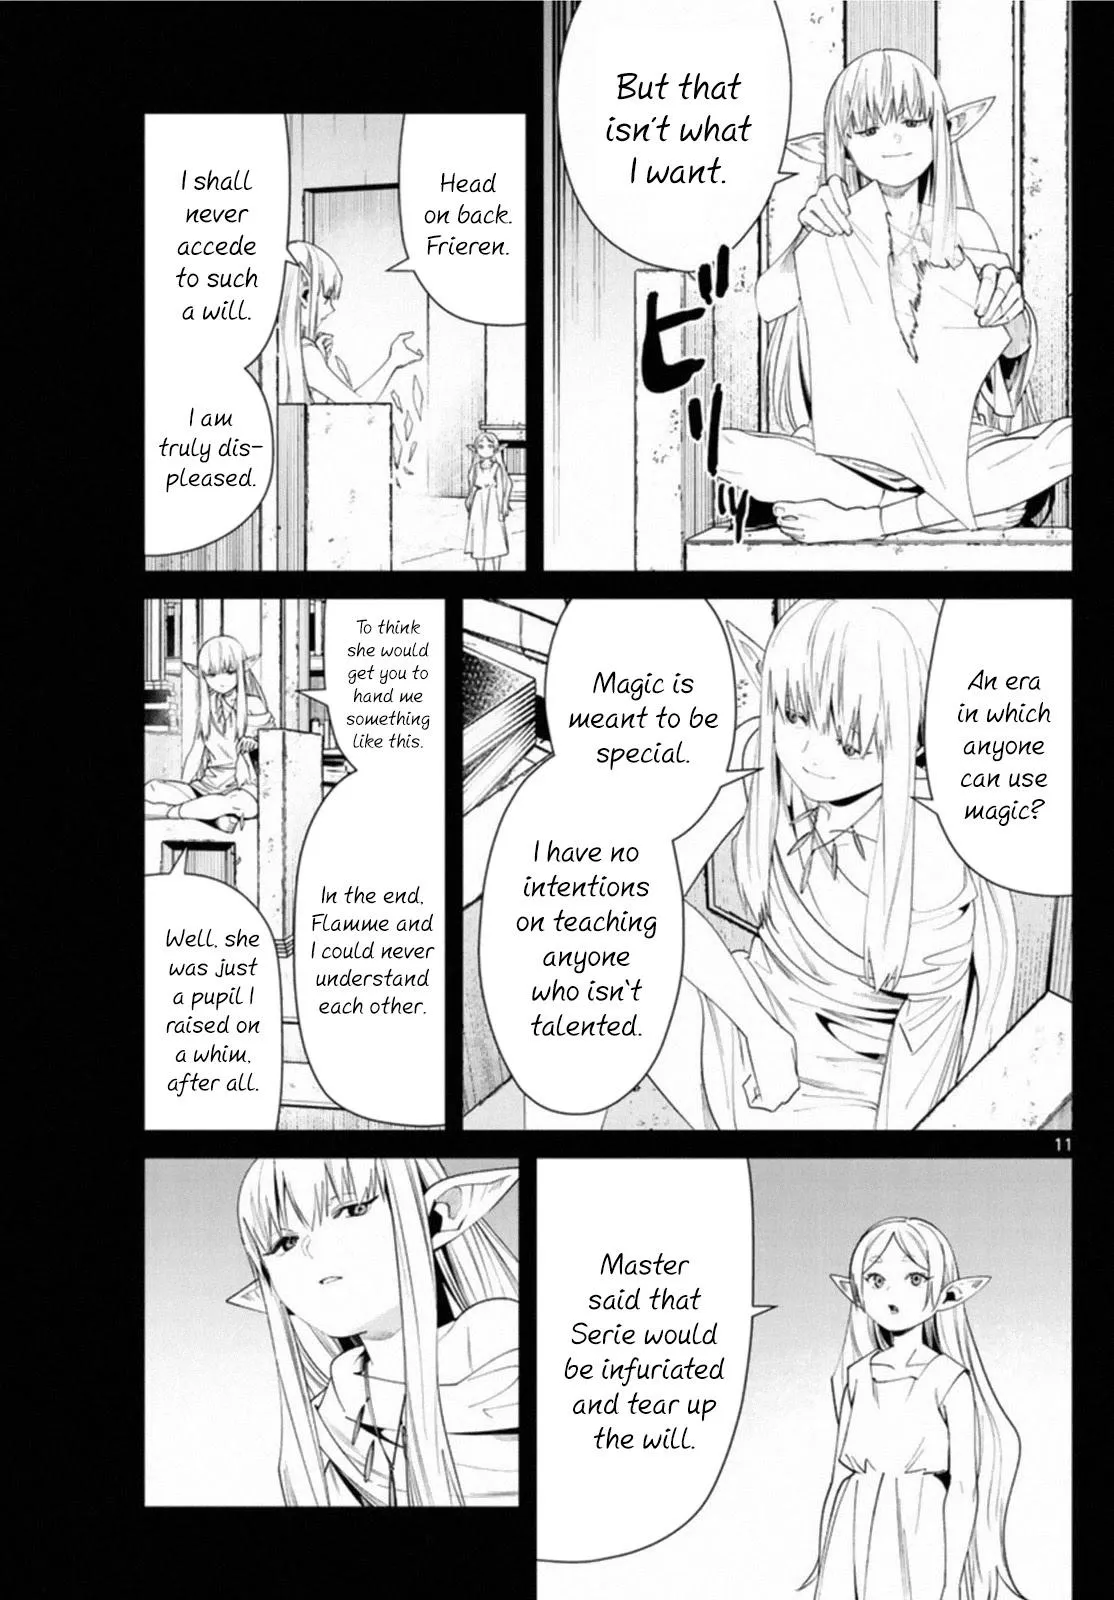 But that
isn't what
I want.
ビビビ
Head
on back.
Frieren.
I shall
never
accede
to such
a will.
I am
truly dis-
pleased.
An era
in which
anyone
can use
magic?
Magic is
meant to be
special.
I have no
intentions
on teaching
anyone
who isn't
talented.
To think
she would
get you to
hand me
something
like this.
In the end,
Flamme and
I could never
understand
each other.
Well, she
was just
a pupil I
raised on
a whim,
after all.
11
Master
said that
Serie would
be infuriated
and tear up
the will.